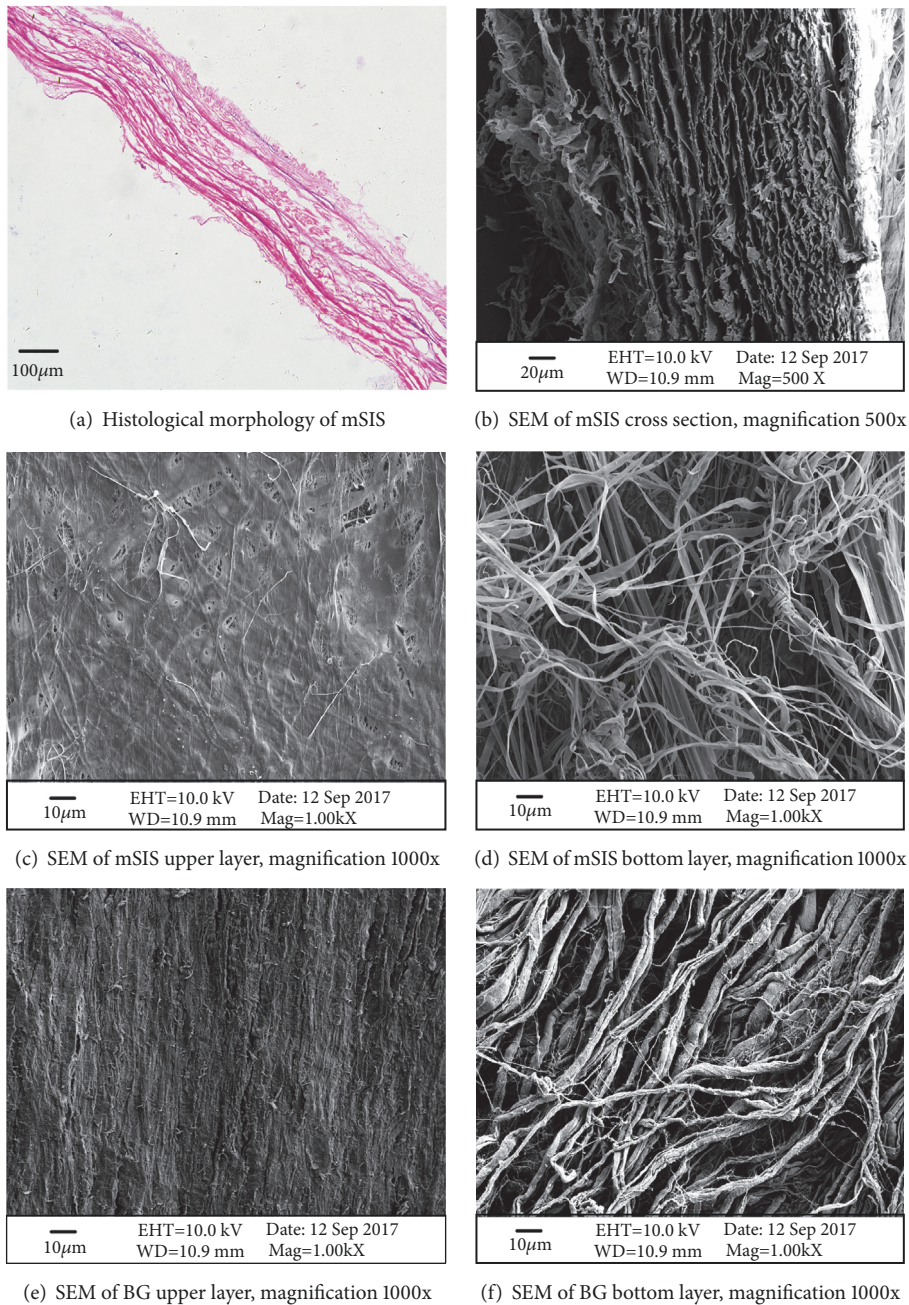 100μm
(a) Histological morphology of mSIS
20μm
EHT=10.0 kV Date: 12 Sep 2017
WD=10.9 mm Mag=500 X
(b) SEM of mSIS cross section, magnification 500x
10μm
EHT=10.0 kV Date: 12 Sep 2017
WD=10.9 mm Mag=1.00kX
(c) SEM of mSIS upper layer, magnification 1000x
10μm
EHT=10.0 kV Date: 12 Sep 2017
WD=10.9 mm Mag=1.00kX
(d) SEM of mSIS bottom layer, magnification 1000x
10μm
EHT=10.0 kV Date: 12 Sep 2017
WD=10.9 mm Mag=1.00kX
(e) SEM of BG upper layer, magnification 1000x
10μm
EHT=10.0 kV Date: 12 Sep 2017
WD=10.9 mm Mag=1.00kX
(f) SEM of BG bottom layer, magnification 1000x